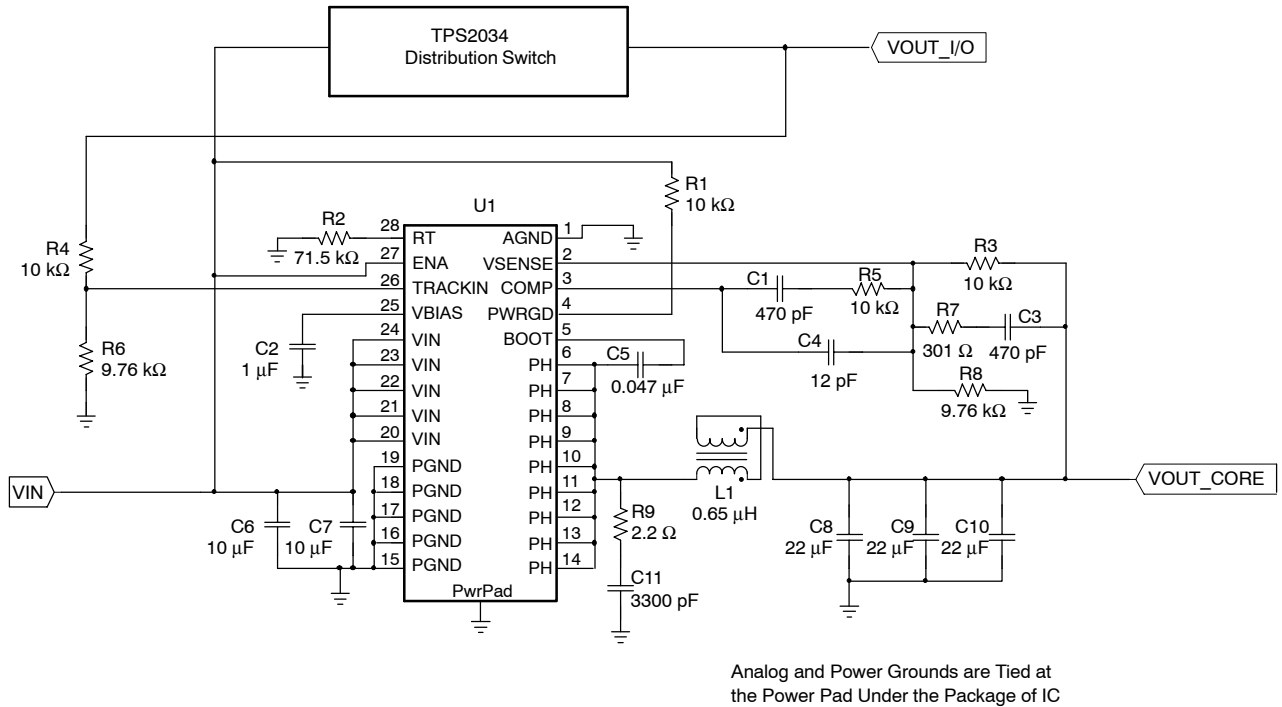 TPS2034
Distribution Switch
VOUT_I/O
R1
10 kΩ
U1
R2
71.5 kΩ
R4
10 kΩ
R6
9.76 kΩ
C2
1 μF
28
RT
27
ENA
26
TRACKIN
25
VBIAS
24
VIN
23
VIN
22
VIN
21
VIN
20
VIN
19
PGND
18
PGND
17
PGND
16
PGND
15
PGND
AGND
1
VSENSE
2
COMP
3
PWRGD
4
BOOT
5
PH
6
PH
7
PH
8
PH
9
PH
10
PH
11
PH
12
PH
13
PH
14
PwrPad
R3
10 kΩ
C1
470 pF
R5
10 kΩ
R7
301 Ω
C3
470 pF
C4
12 pF
R8
9.76 kΩ
C5
0.047 μF
L1
0.65 μH
VIN
VOUT_CORE
C6
10 μF
C7
10 μF
R9
2.2 Ω
C11
3300 pF
C8
22 μF
C9
22 μF
C10
22 μF
Analog and Power Grounds are Tied at
the Power Pad Under the Package of IC